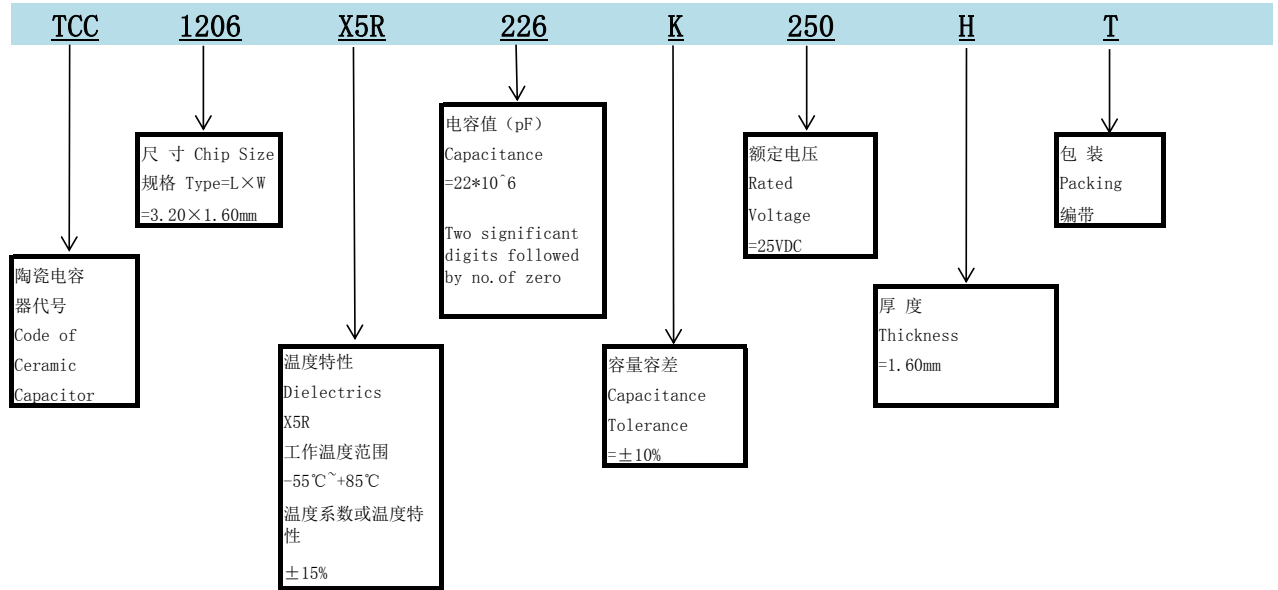 TCC 1206 X5R 226 K 250 H T
陶瓷电容
器代号
Code of
Ceramic
Capacitor
尺 寸 Chip Size
规格 Type=L×W
=3.20×1.60mm
温度特性
Dielectrics
X5R
工作温度范围
-55℃~+85℃
温度系数或温度特
性
±15%
电容值（pF）
Capacitance
=22*10^6
Two significant
digits followed
by no.of zero
容量容差
Capacitance
Tolerance
=±10%
额定电压
Rated
Voltage
=25VDC
厚 度
Thickness
=1.60mm
包 装
Packing
编带